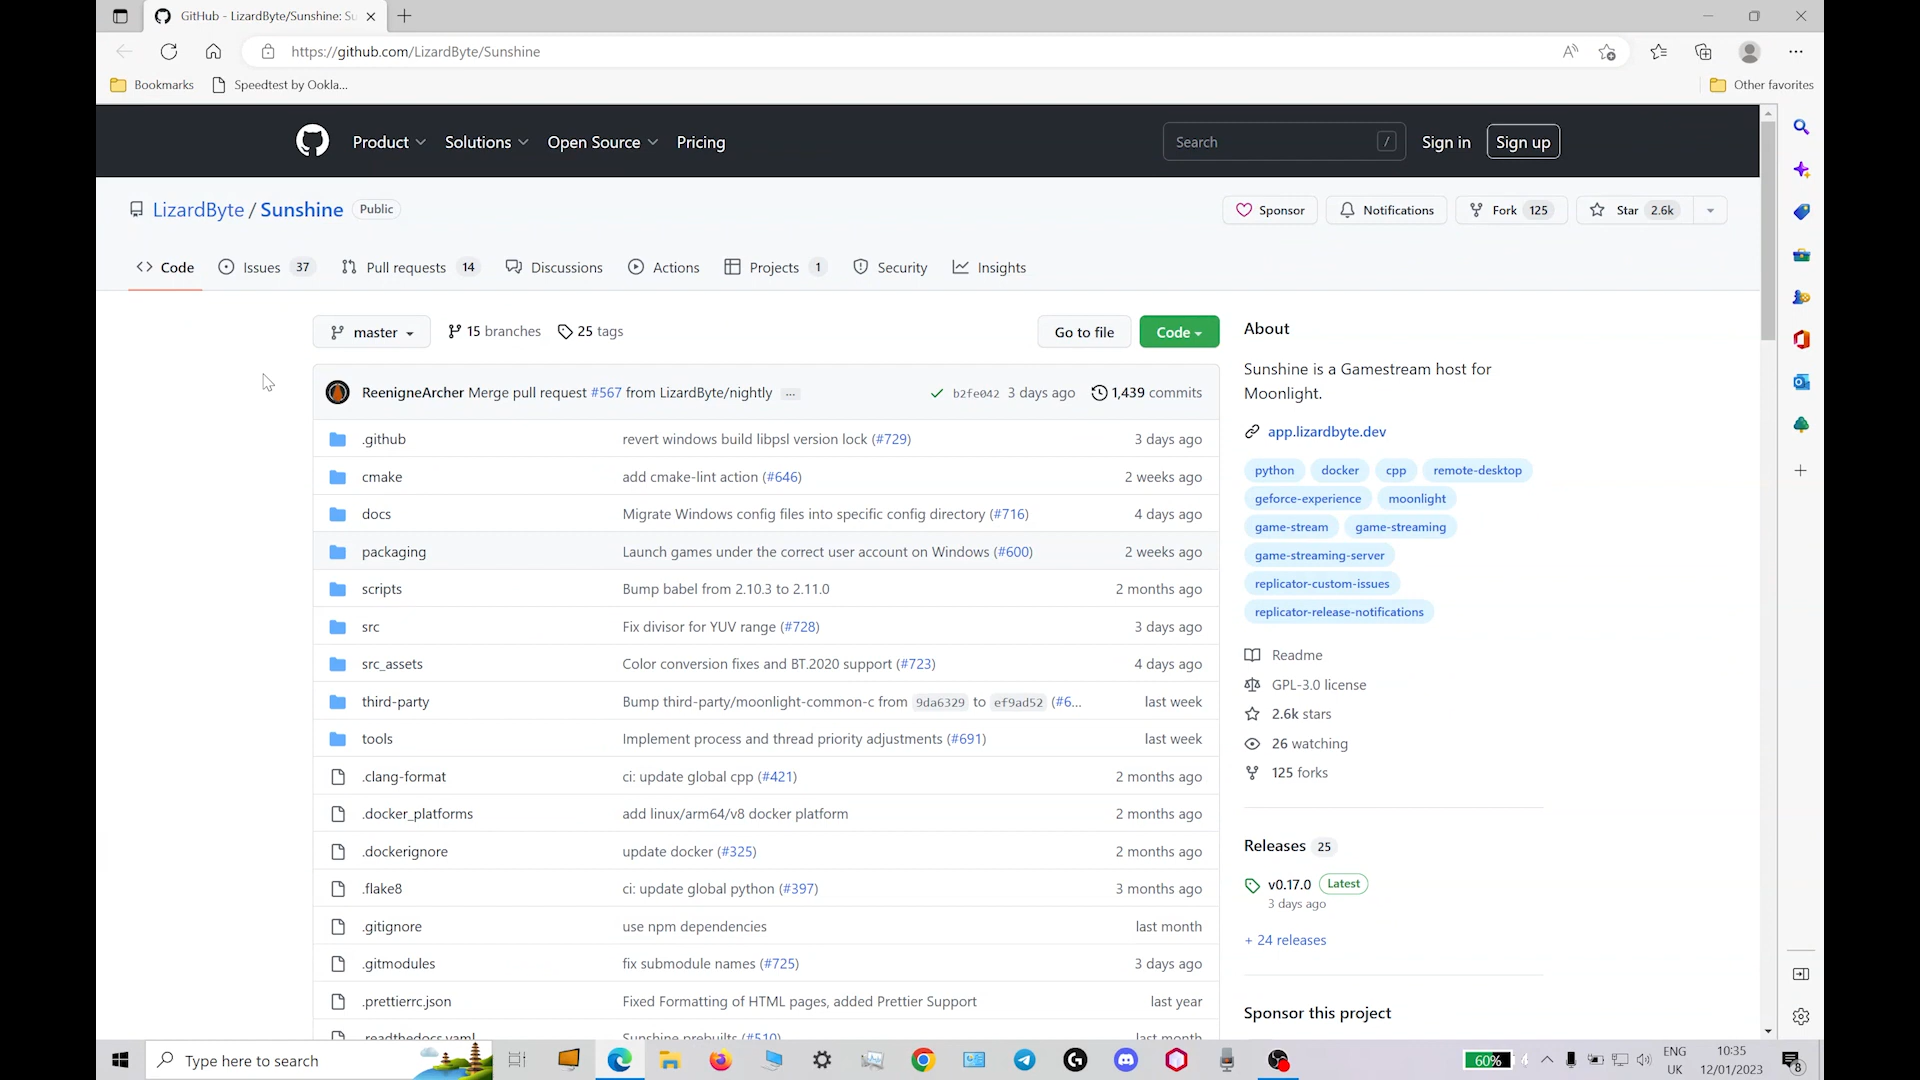 GitHub - LizardByte/Sunshine: Su
https://github.com/LizardByte/Sunshine
Bookmarks
Speedtest by Ookla...
Other favorites
Product
Solutions
Open Source
Pricing
Search
/
Sign in
Sign up
LizardByte / Sunshine
Public
Sponsor
Notifications
Fork 125
Star 2.6k
Code
Issues 37
Pull requests 14
Discussions
Actions
Projects 1
Security
Insights
master
15 branches
25 tags
Go to file
Code
ReenigneArcher Merge pull request #567 from LizardByte/nightly ...
b2fe042 3 days ago
1,439 commits
.github
revert windows build libpsl version lock (#729)
3 days ago
cmake
add cmake-lint action (#646)
2 weeks ago
docs
Migrate Windows config files into specific config directory (#716)
4 days ago
packaging
Launch games under the correct user account on Windows (#600)
2 weeks ago
scripts
Bump babel from 2.10.3 to 2.11.0
2 months ago
src
Fix divisor for YUV range (#728)
3 days ago
src_assets
Color conversion fixes and BT.2020 support (#723)
4 days ago
third-party
Bump third-party/moonlight-common-c from 9da6329 to ef9ad52 (#6...
last week
tools
Implement process and thread priority adjustments (#691)
last week
.clang-format
ci: update global cpp (#421)
2 months ago
.docker_platforms
add linux/arm64/v8 docker platform
2 months ago
.dockerignore
update docker (#325)
2 months ago
.flake8
ci: update global python (#397)
3 months ago
.gitignore
use npm dependencies
last month
.gitmodules
fix submodule names (#725)
3 days ago
.prettierrc.json
Fixed Formatting of HTML pages, added Prettier Support
last year
.readthedocs.yaml
Sunshine prebuilts (#510)
last month
About
Sunshine is a Gamestream host for
Moonlight.
app.lizardbyte.dev
python
docker
cpp
remote-desktop
geforce-experience
moonlight
game-stream
game-streaming
game-streaming-server
replicator-custom-issues
replicator-release-notifications
Readme
GPL-3.0 license
2.6k stars
26 watching
125 forks
Releases 25
v0.17.0 Latest
3 days ago
+ 24 releases
Sponsor this project
Type here to search
60%
ENG
UK
10:35
12/01/2023
8